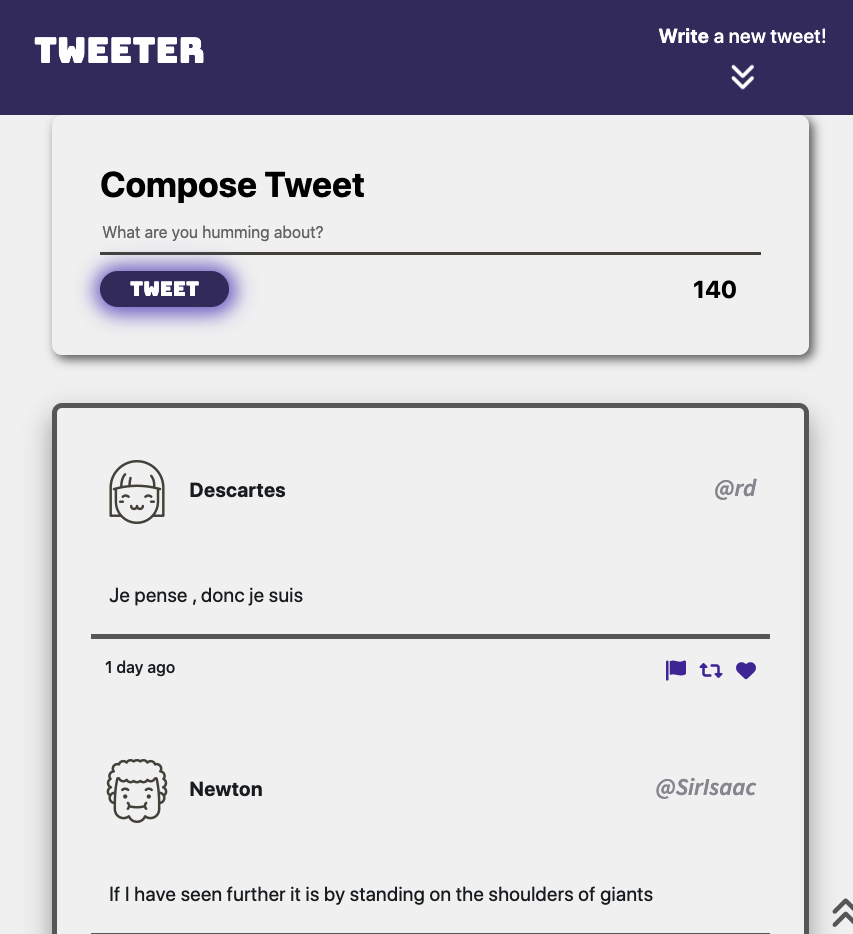 TWEETER
Write a new tweet!
Compose Tweet
What are you humming about?
TWEET
140
Descartes
@rd
Je pense , donc je suis
1 day ago
Newton
@SirIsaac
If I have seen further it is by standing on the shoulders of giants